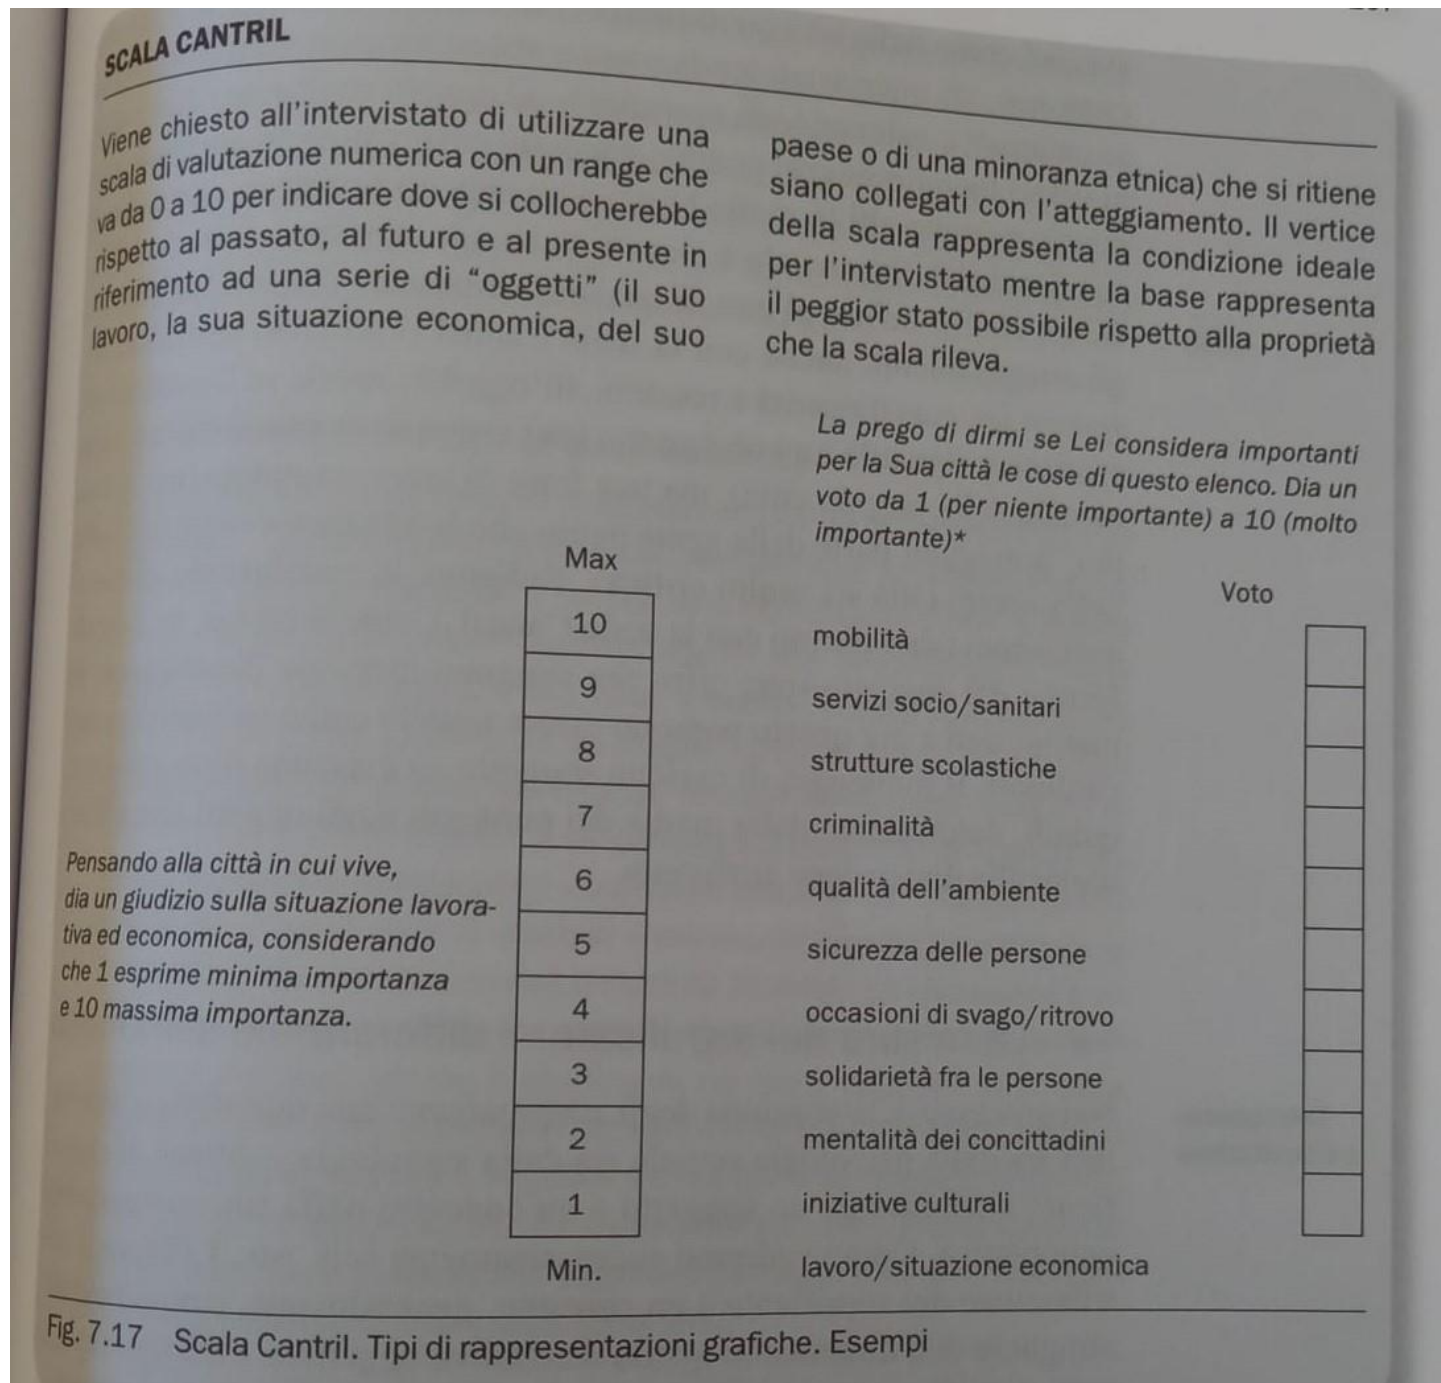 SCALA CANTRIL
Viene chiesto all'intervistato di utilizzare una
scala di valutazione numerica con un range che
va da 0 a 10 per indicare dove si collocherebbe
rispetto al passato, al futuro e al presente in
riferimento ad una serie di “oggetti” (il suo
lavoro, la sua situazione economica, del suo
paese o di una minoranza etnica) che si ritiene
siano collegati con l'atteggiamento. Il vertice
della scala rappresenta la condizione ideale
per l'intervistato mentre la base rappresenta
il peggior stato possibile rispetto alla proprietà
che la scala rileva.
Pensando alla città in cui vive,
dia un giudizio sulla situazione lavora-
tiva ed economica, considerando
che 1 esprime minima importanza
e 10 massima importanza.
Max
10
9
8
7
6
5
4
3
2
1
Min.
La prego di dirmi se Lei considera importanti
per la Sua città le cose di questo elenco. Dia un
voto da 1 (per niente importante) a 10 (molto
importante)*
Voto
mobilità
servizi socio/sanitari
strutture scolastiche
criminalità
qualità dell'ambiente
sicurezza delle persone
occasioni di svago/ritrovo
solidarietà fra le persone
mentalità dei concittadini
iniziative culturali
lavoro/situazione economica
Fig. 7.17 Scala Cantril. Tipi di rappresentazioni grafiche. Esempi